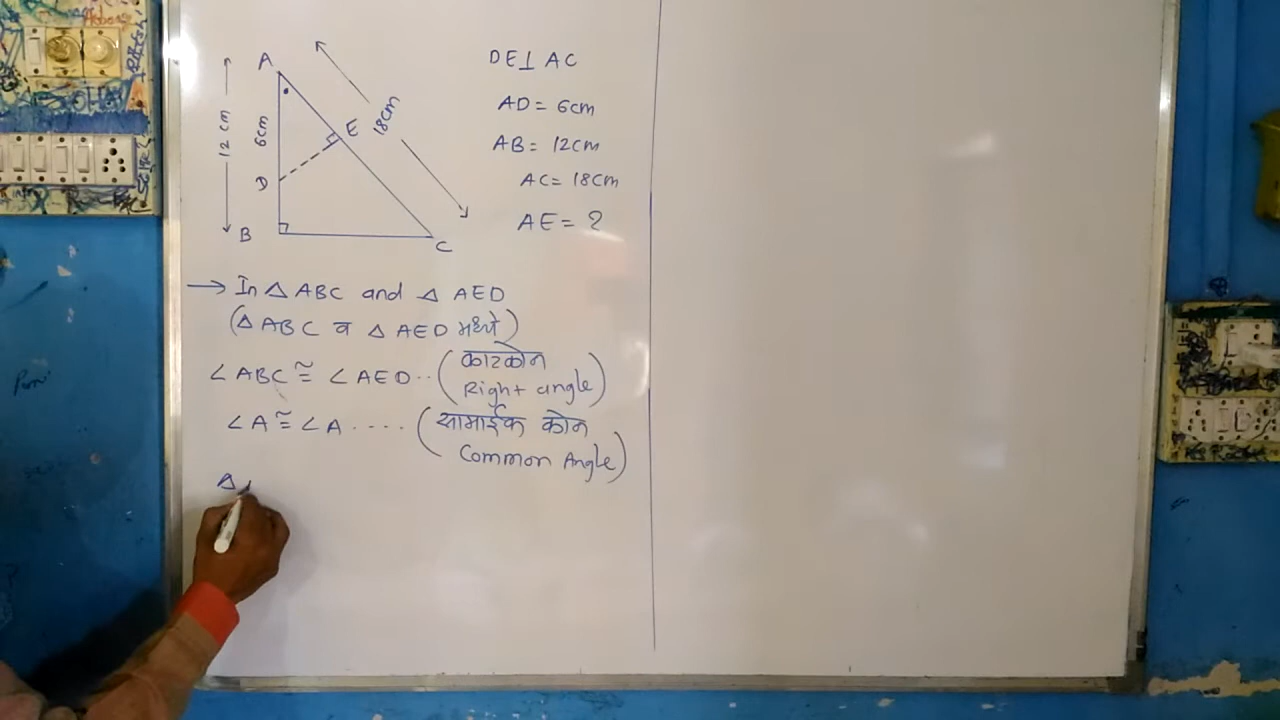 A
12 cm
6cm
D
B
E
C
18cm
DE⊥ AC
AD = 6cm
AB = 12cm
AC = 18cm
AE = ?
→ In △ ABC and △ AED
(△ ABC व △ AED मध्ये)
∠ABC ≅ ∠AED .. (काटकोन
Right angle)
∠A ≅ ∠A .... (सामाईक कोन
Common Angle)
△